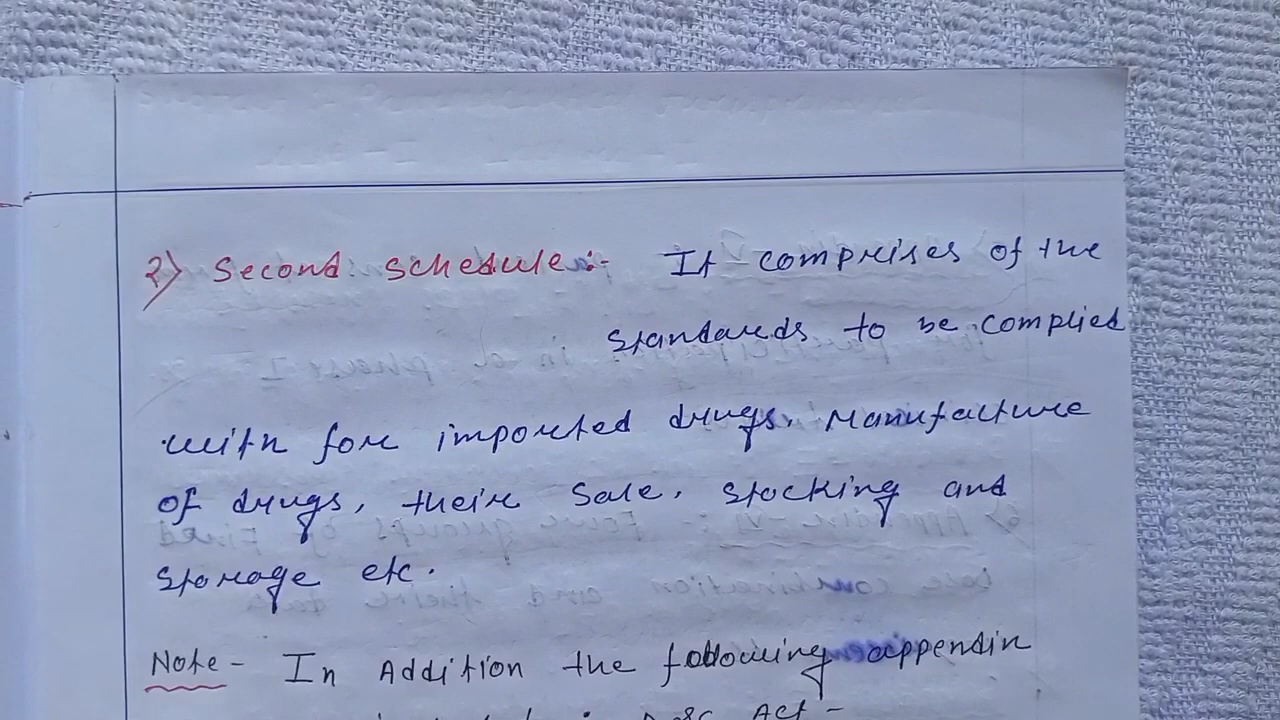 2) Second schedule:- It comprises of the
standards to be complied
with for imported drugs. Manufacture
of drugs, their sale, stocking and
storage etc.
Note - In Addition the following appendix
Act -